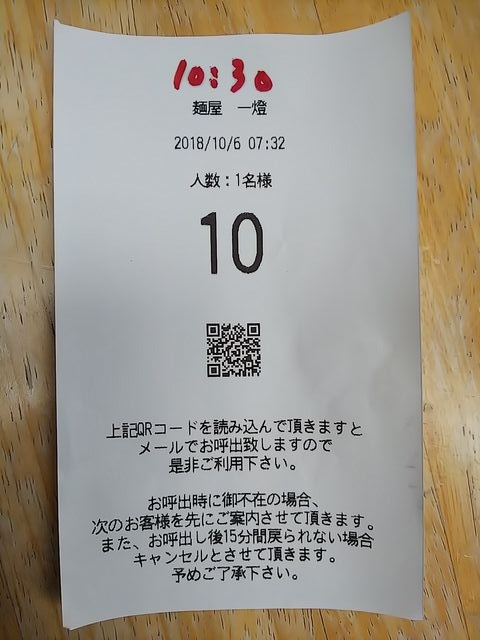 10:30
麺屋 一燈
2018/10/6 07:32
人数:1名様
10
上記QRコードを読み込んで頂きますと
メールでお呼出致しますので
是非ご利用下さい。
お呼出時に御不在の場合、
次のお客様を先にご案内させて頂きます。
また、お呼出し後15分間戻られない場合
キャンセルとさせて頂きます。
予めご了承下さい。